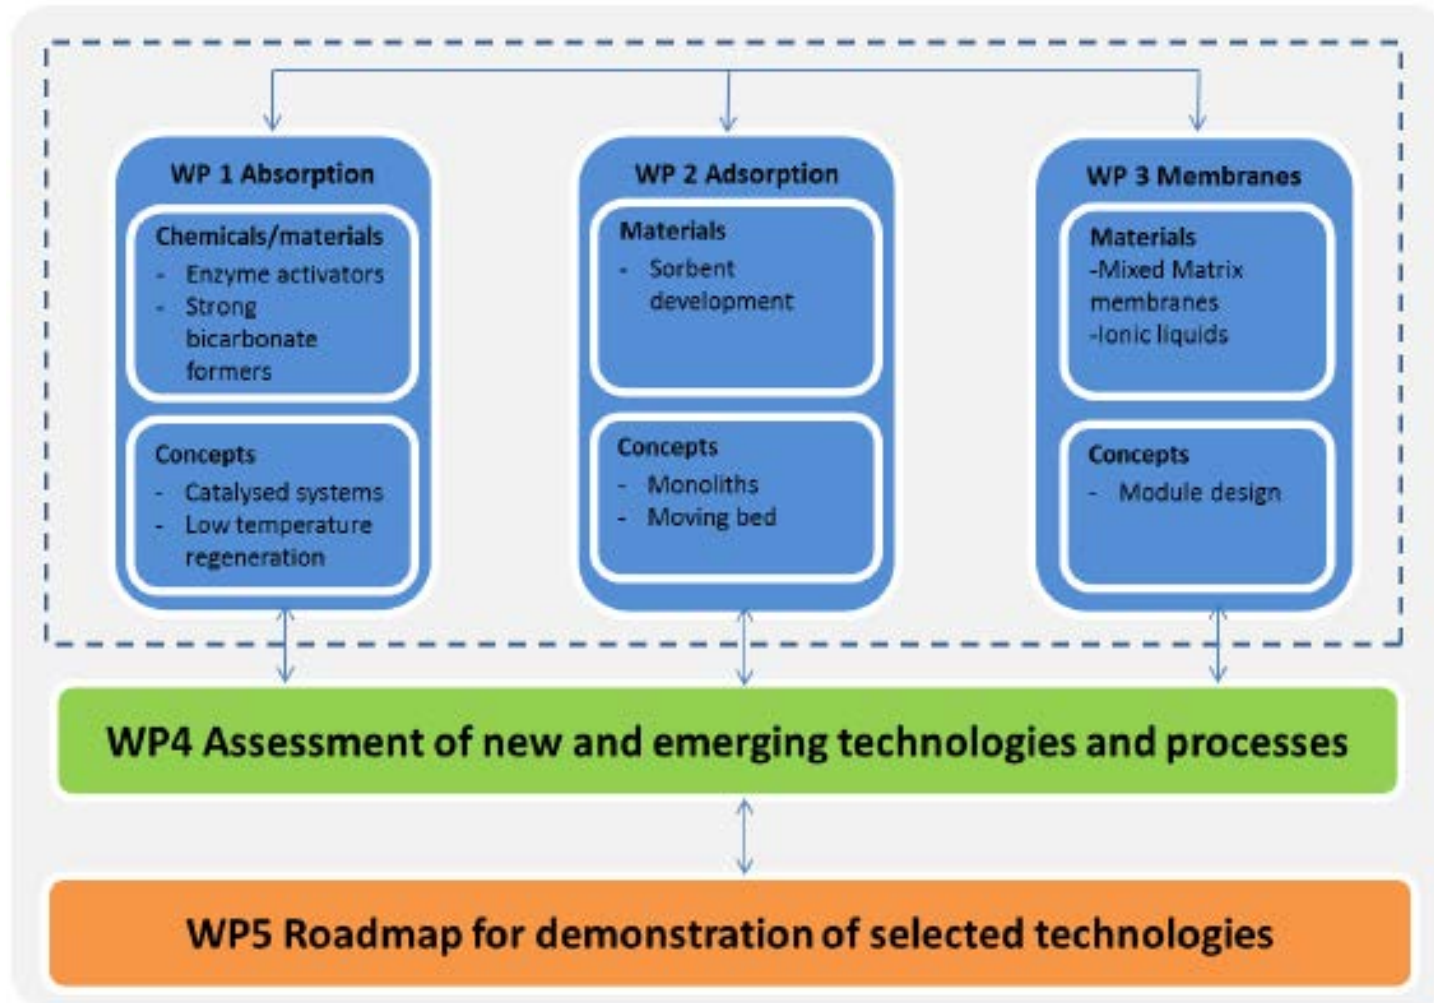 WP 1 Absorption
Chemicals/materials
- Enzyme activators
- Strong
bicarbonate
formers
Concepts
- Catalysed systems
- Low temperature
regeneration
WP 2 Adsorption
Materials
- Sorbent
development
Concepts
- Monoliths
- Moving bed
WP 3 Membranes
Materials
-Mixed Matrix
membranes
-Ionic liquids
Concepts
- Module design
WP4 Assessment of new and emerging technologies and processes
WP5 Roadmap for demonstration of selected technologies